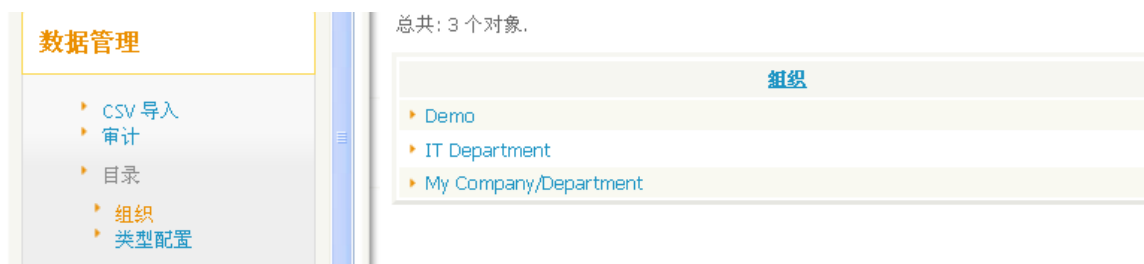 数据管理
CSV 导入
审计
目录
组织
类型配置
总共: 3 个对象.
组织
Demo
IT Department
My Company/Department